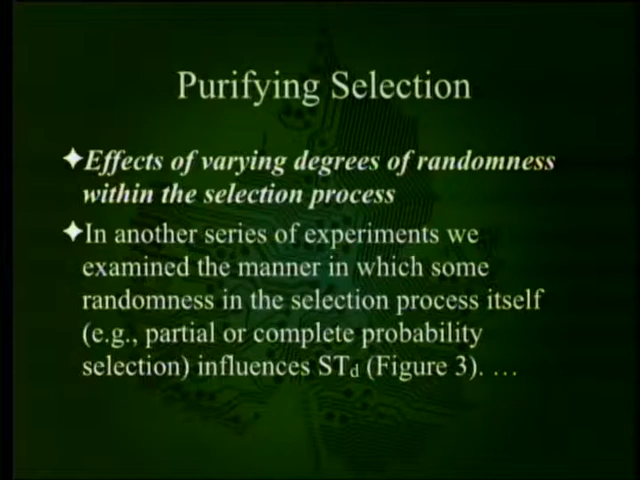 Purifying Selection
✦Effects of varying degrees of randomness
within the selection process
✦In another series of experiments we
examined the manner in which some
randomness in the selection process itself
(e.g., partial or complete probability
selection) influences STd (Figure 3). …